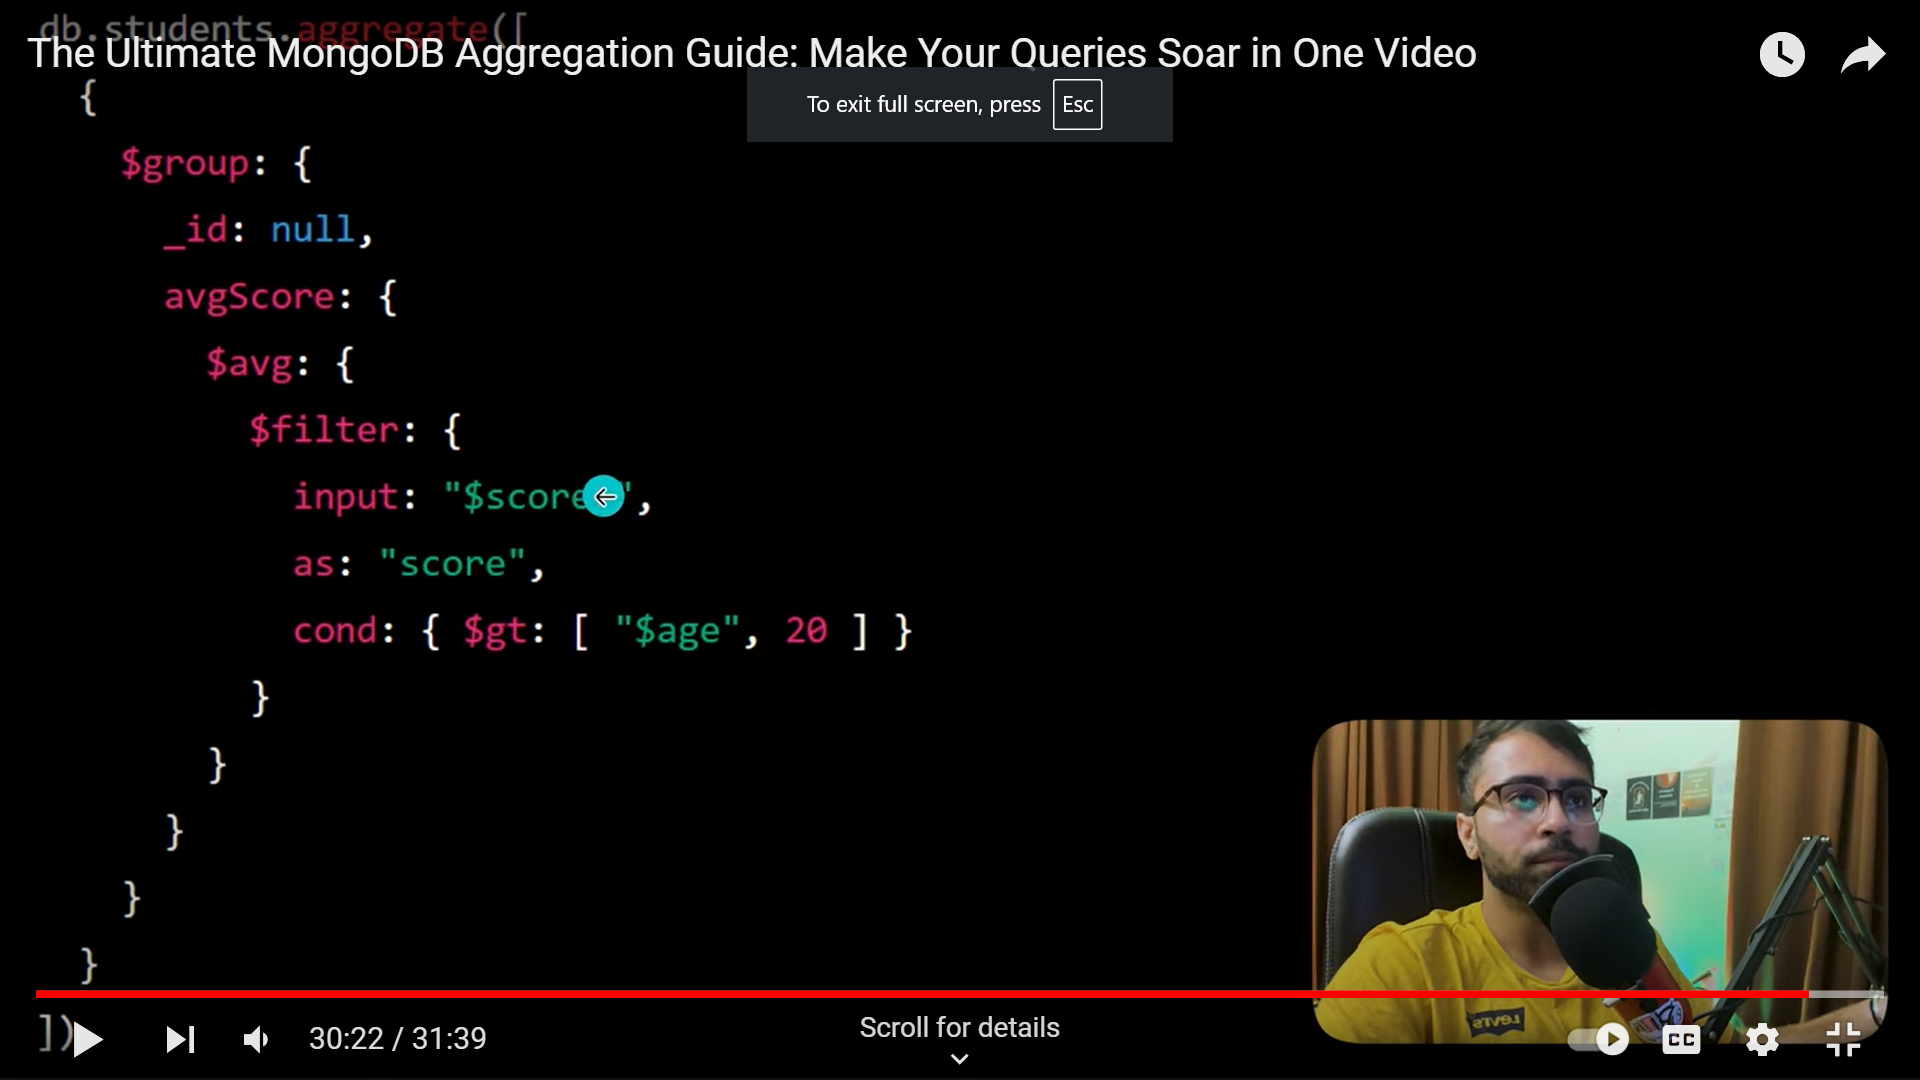 db.students.aggregate([
The Ultimate MongoDB Aggregation Guide: Make Your Queries Soar in One Video
{
To exit full screen, press Esc
$group: {
_id: null,
avgScore: {
$avg: {
$filter: {
input: "$score",
as: "score",
cond: { $gt: [ "$age", 20 ] }
}
}
}
}
}
])
30:22 / 31:39
Scroll for details
CC